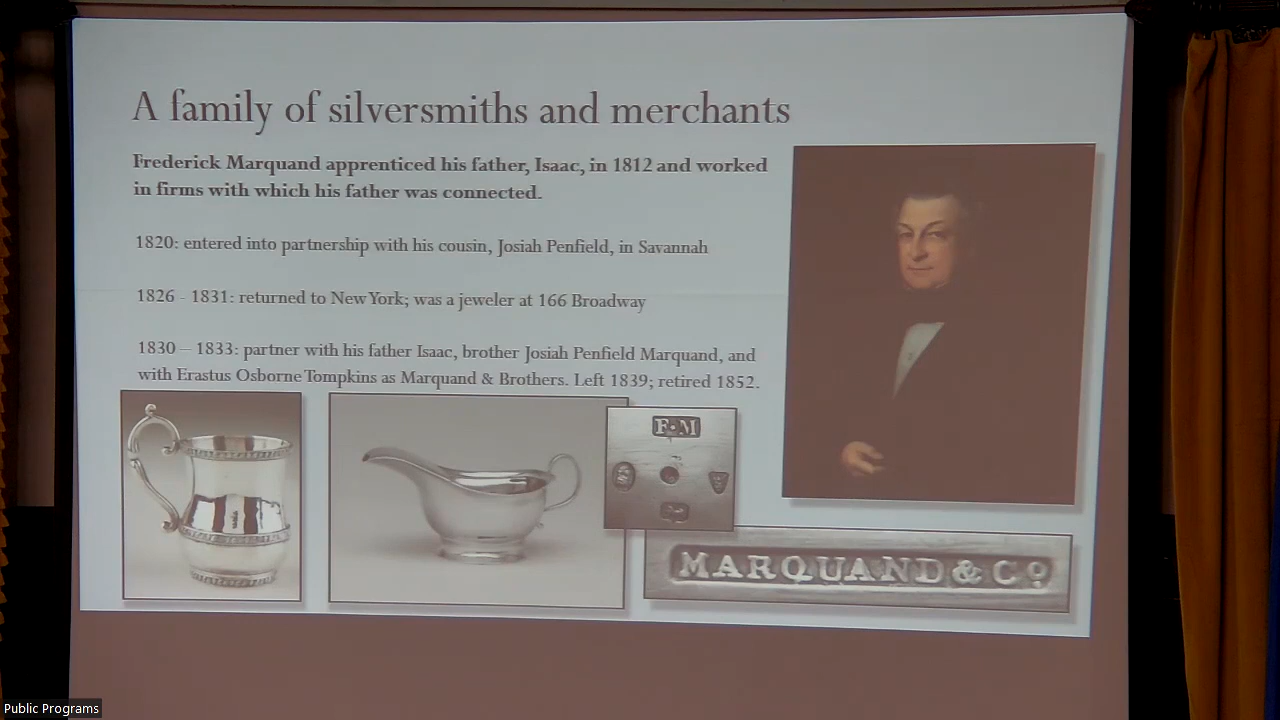 A family of silversmiths and merchants
Frederick Marquand apprenticed his father, Isaac, in 1812 and worked
in firms with which his father was connected.
1820: entered into partnership with his cousin, Josiah Penfield, in Savannah
1826 - 1831: returned to New York; was a jeweler at 166 Broadway
1830 – 1833: partner with his father Isaac, brother Josiah Penfield Marquand, and
with Erastus Osborne Tompkins as Marquand & Brothers. Left 1839; retired 1852.
F·M
MARQUAND & Co
Public Programs